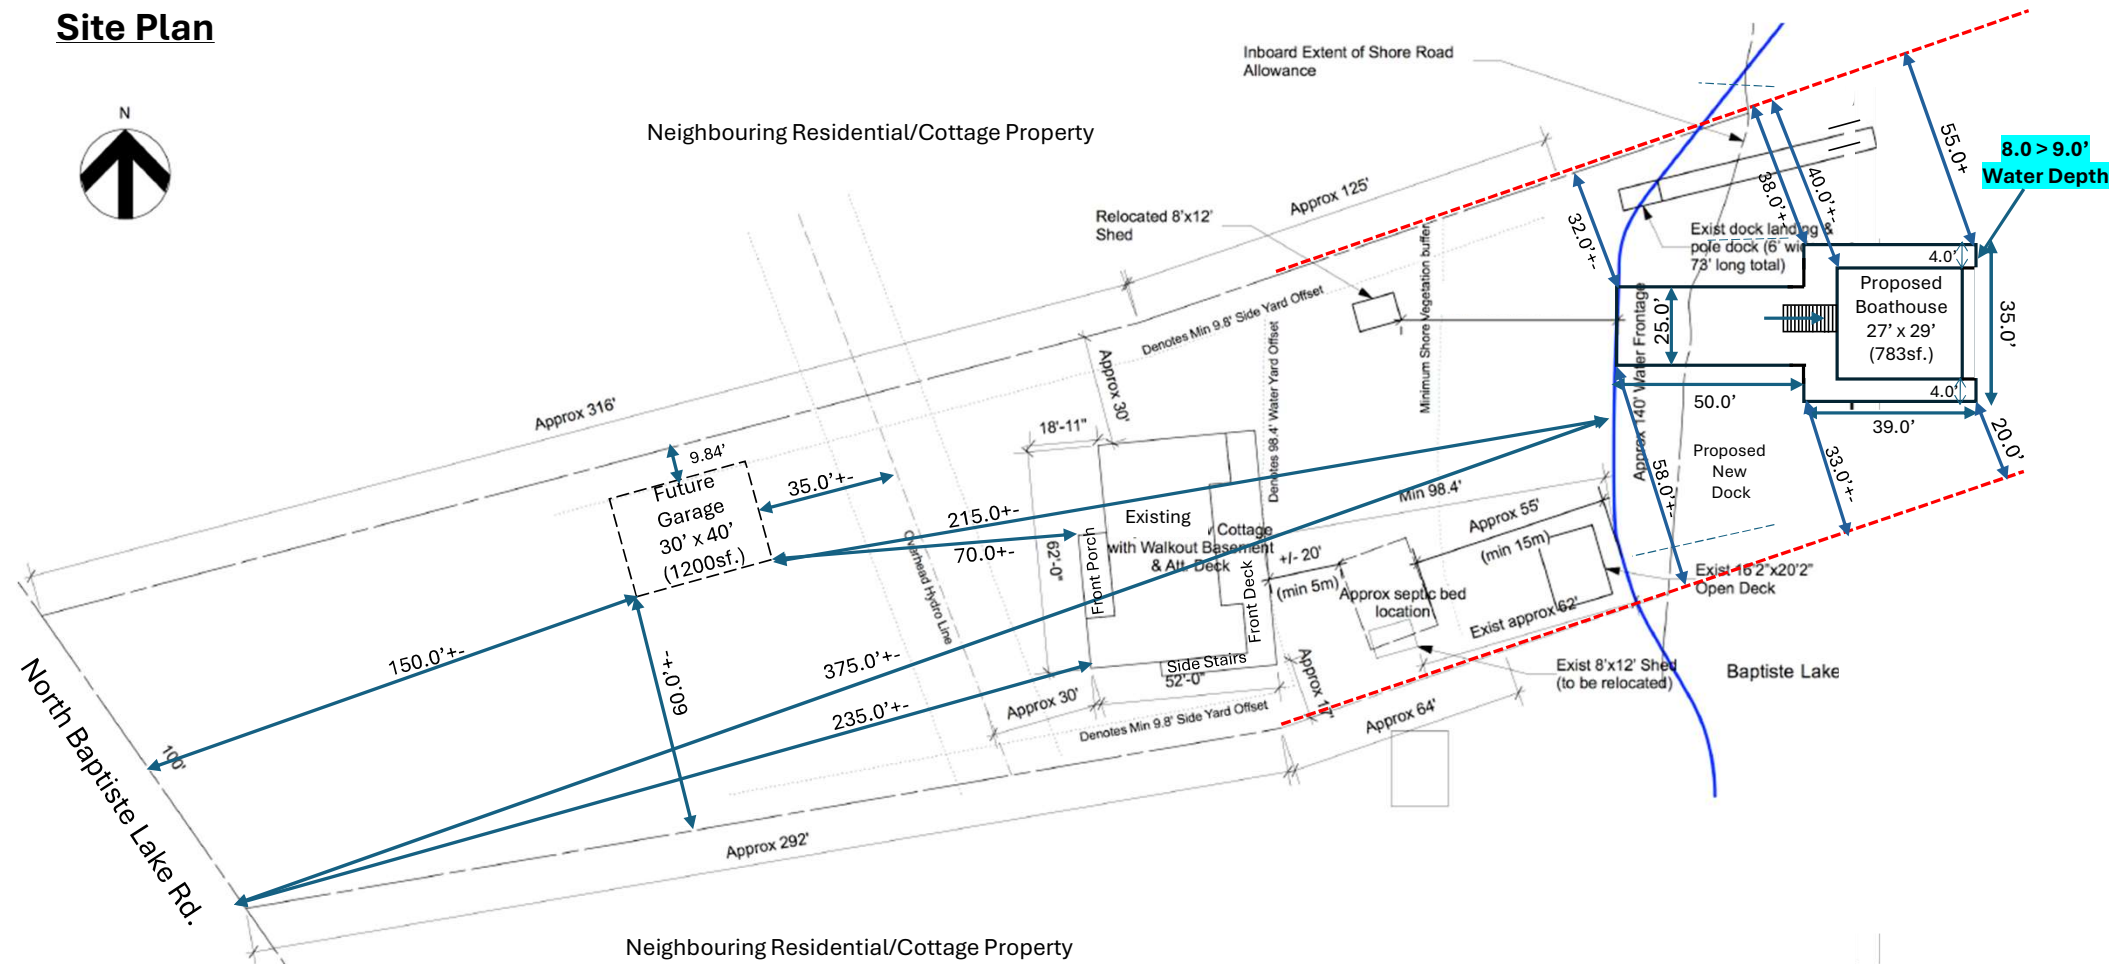 Site Plan
N
Neighbouring Residential/Cottage Property
Inboard Extent of Shore Road
Allowance
55.0+
8.0 > 9.0’
Water Depth
Approx 125'
Relocated 8'x12'
Shed
32.0’+-
38.0’+-
40.0’+-
Exist dock landing &
pole dock (6' wi
73' long total)
4.0’
Proposed
Boathouse
27’ x 29’
(783sf.)
4.0’
35.0’
25.0’
50.0’
39.0’
20.0’
33.0’+-
58.0’+-
Proposed
New
Dock
Approx 140' Water Frontage
Minimum Shore Vegetation buffer
Denotes Min 9.8' Side Yard Offset
Denotes 98.4' Water Yard Offset
Approx 316'
Approx 30'
18'-11"
9.84’
Future
Garage
30’ x 40’
(1200sf.)
35.0’+-
215.0+-
70.0+-
Overhead Hydro Line
62'-0"
Front Porch
Existing
Cottage
with Walkout Basement
& Att. Deck
Front Deck
Min 98.4'
Approx 55'
(min 15m)
+/- 20'
(min 5m)
Approx septic bed
location
Exist 16'2"x20'2"
Open Deck
Exist approx 62'
Exist 8'x12' Shed
(to be relocated)
Baptiste Lake
Side Stairs
52'-0"
Approx 17'
Approx 64'
Approx 30'
Denotes Min 9.8' Side Yard Offset
150.0’+-
60.0’+-
375.0’+-
235.0’+-
100'
North Baptiste Lake Rd.
Approx 292'
Neighbouring Residential/Cottage Property